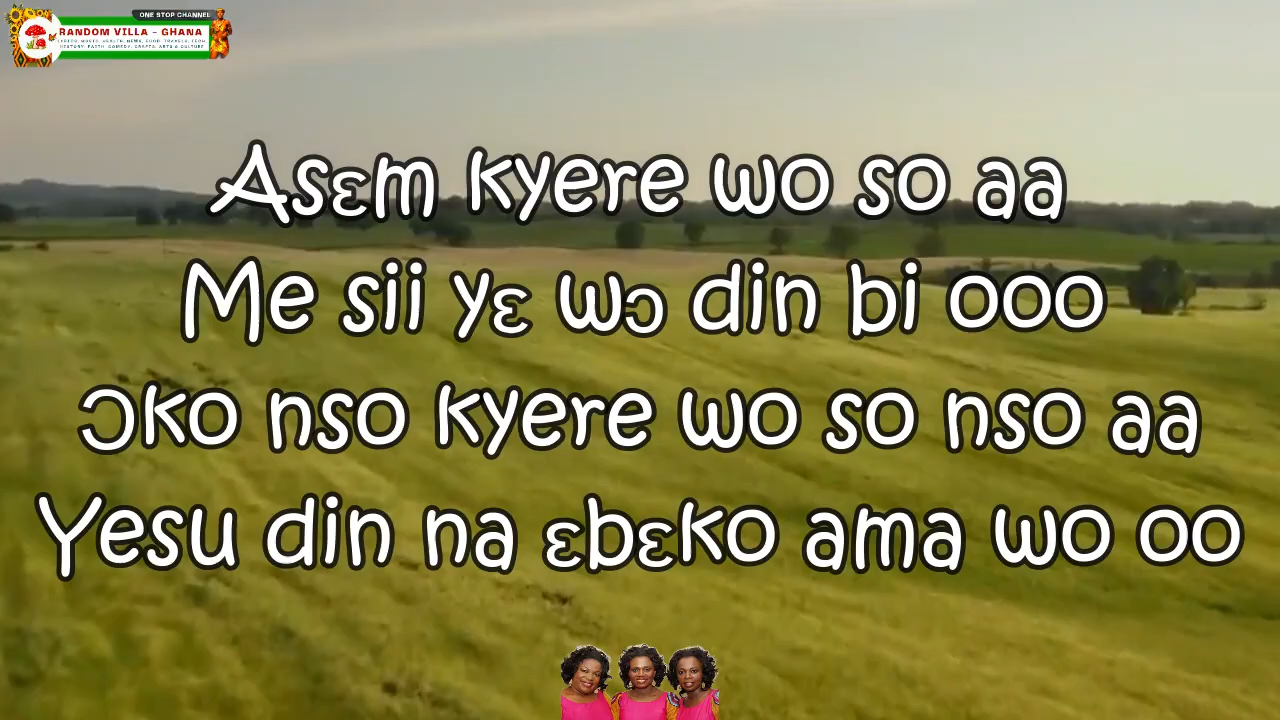 ONE STOP CHANNEL
RANDOM VILLA - GHANA
Asɛm kyere wo so aa
Me sii yɛ wɔ din bi ooo
Ɔko nso kyere wo so nso aa
Yesu din na ɛbɛko ama wo oo